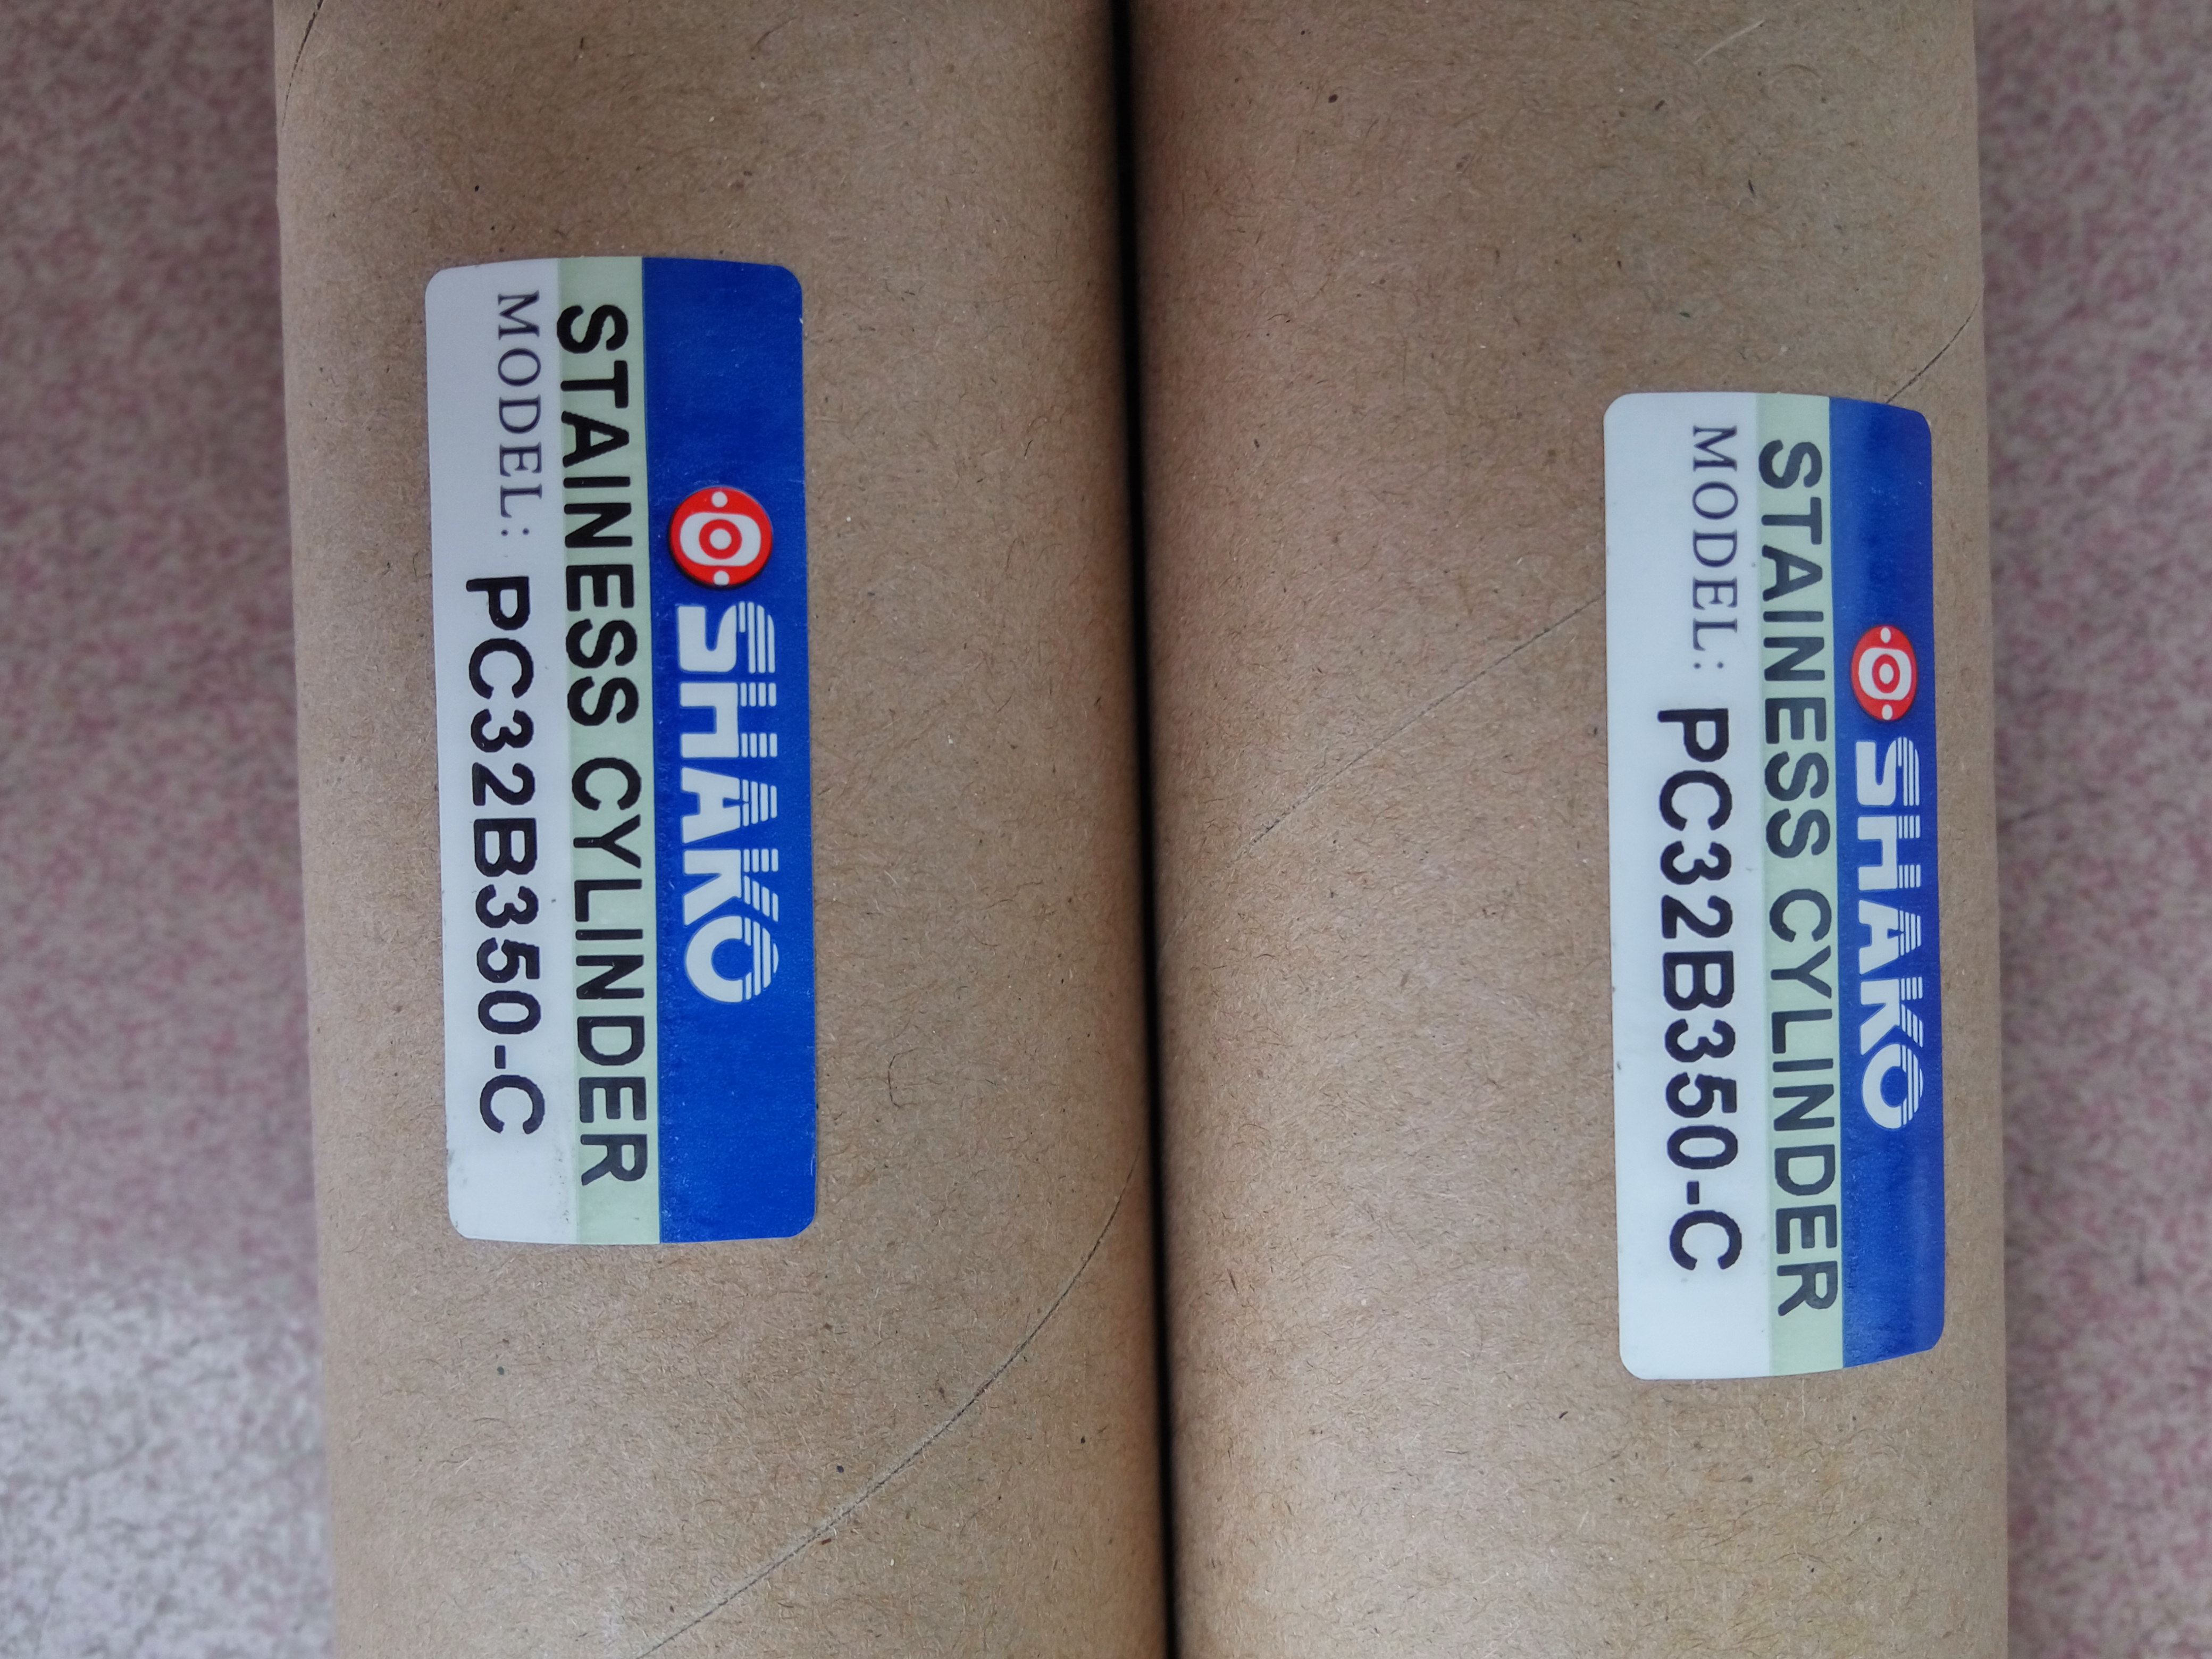 SHAKO
STAINESS CYLINDER
MODEL: PC32B350-C
SHAKO
STAINESS CYLINDER
MODEL: PC32B350-C